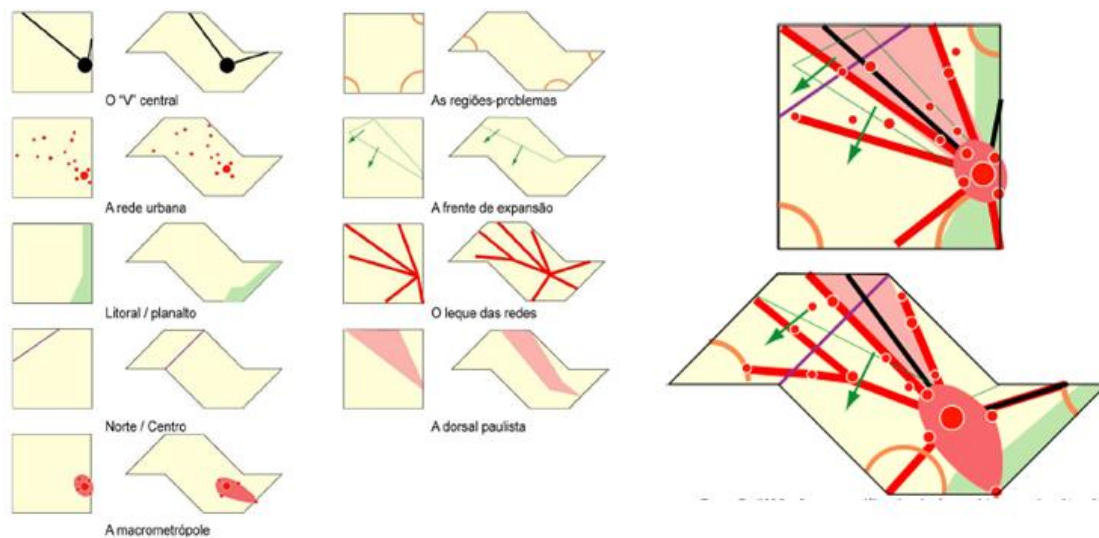 O "V" central
As regiões-problemas
A rede urbana
A frente de expansão
Litoral / planalto
O leque das redes
Norte / Centro
A dorsal paulista
A macrometrópole